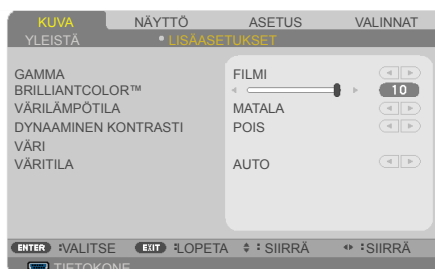 KUVA NÄYTTÖ ASETUS VALINNAT
YLEISTÄ • LISÄASETUKSET
GAMMA FILMI
BRILLIANTCOLOR™ 10
VÄRILÄMPÖTILA MATALA
DYNAAMINEN KONTRASTI POIS
VÄRI
VÄRITILA AUTO
ENTER :VALITSE EXIT :LOPETA :SIIRRÄ :SIIRRÄ
TIETOKONE